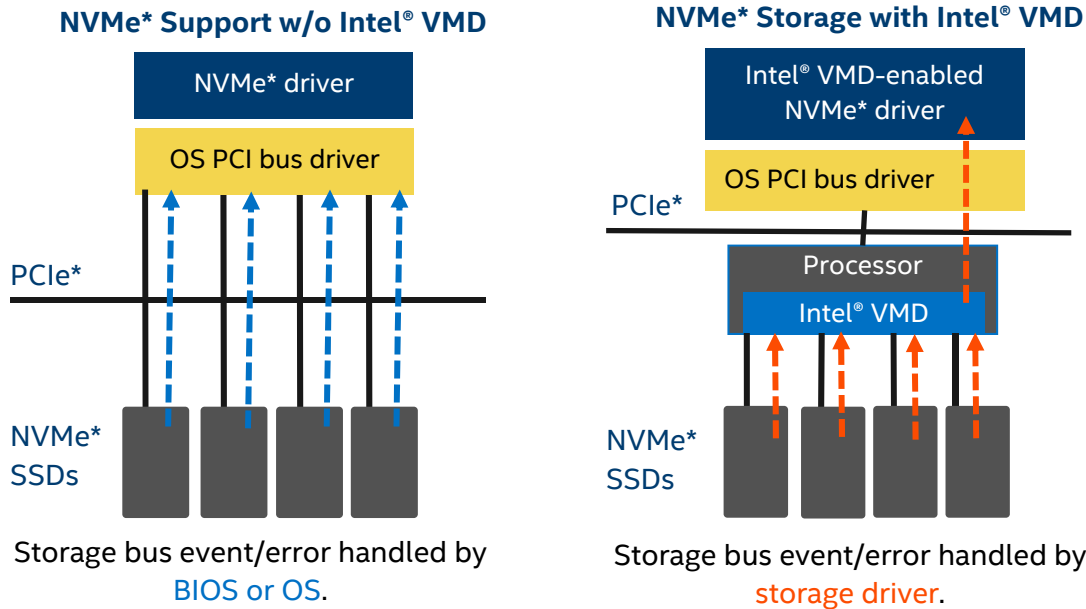 NVMe* Support w/o Intel® VMD
NVMe* driver
OS PCI bus driver
PCIe*
NVMe*
SSDs
Storage bus event/error handled by
BIOS or OS.
NVMe* Storage with Intel® VMD
Intel® VMD-enabled
NVMe* driver
OS PCI bus driver
PCIe*
Processor
Intel® VMD
NVMe*
SSDs
Storage bus event/error handled by
storage driver.